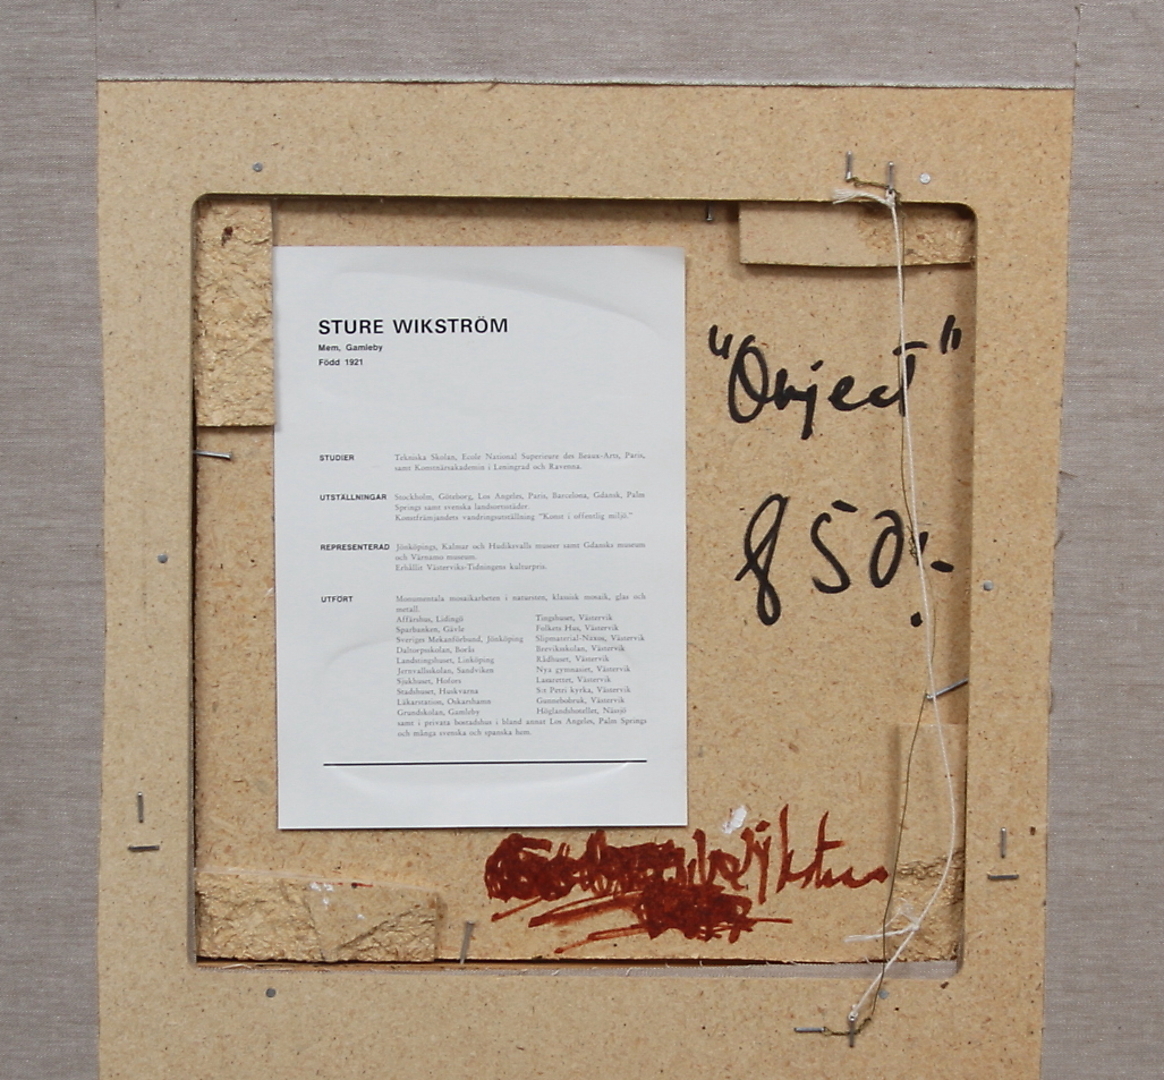 STURE WIKSTRÖM
Mem, Gamleby
Född 1921
STUDIER Tekniska Skolan, Ecole National Superieure des Beaux-Arts, Paris,
samt Konstnärsakademin i Leningrad och Ravenna.
UTSTÄLLNINGAR Stockholm, Göteborg, Los Angeles, Paris, Barcelona, Gdansk, Palm
Springs samt svenska landsortsstäder.
Konstfrämjandets vandringsutställning "Konst i offentlig miljö."
REPRESENTERAD Jönköpings, Kalmar och Hudiksvalls museer samt Gdansks museum
och Värnamo museum.
Erhållit Västerviks-Tidningens kulturpris.
UTFÖRT Monumentala mosaikarbeten i natursten, klassisk mosaik, glas och
metall.
Affärshus, Lidingö Tingshuset, Västervik
Sparbanken, Gävle Folkets Hus, Västervik
Sveriges Mekanförbund, Jönköping Slipmaterial-Naxos, Västervik
Daltorpsskolan, Borås Breviksskolan, Västervik
Landstingshuset, Linköping Rådhuset, Västervik
Jernvallsskolan, Sandviken Nya gymnasiet, Västervik
Sjukhuset, Hofors Lasarettet, Västervik
Stadshuset, Huskvarna S:t Petri kyrka, Västervik
Läkarstation, Oskarshamn Gunnebobruk, Västervik
Grundskolan, Gamleby Höglandshotellet, Nässjö
samt i privata bostadshus i bland annat Los Angeles, Palm Springs
och många svenska och spanska hem.
"Object"
850:-